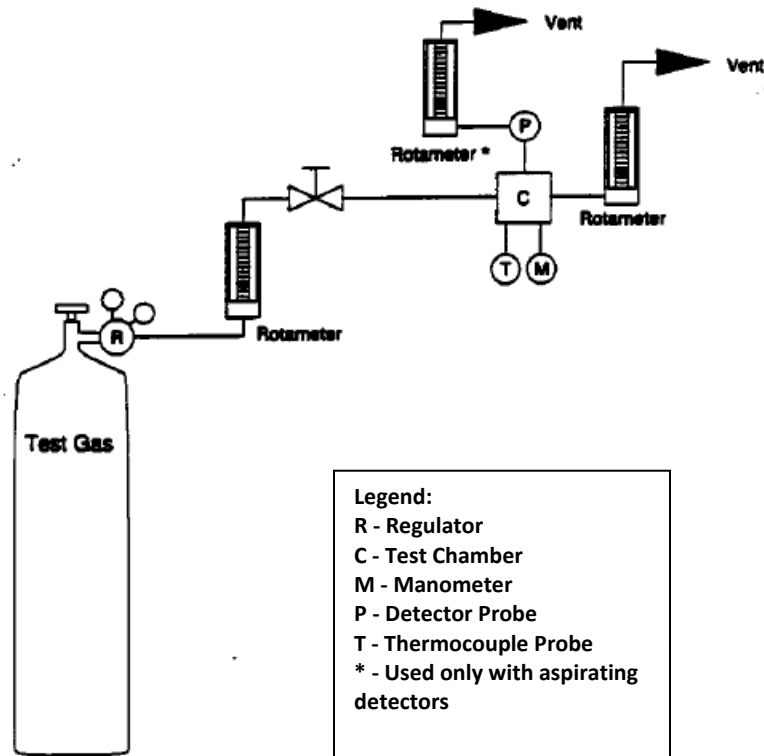 Vent
Vent
P
Rotameter *
C
Rotameter
T M
R
Rotameter
Test Gas
Legend:
R - Regulator
C - Test Chamber
M - Manometer
P - Detector Probe
T - Thermocouple Probe
* - Used only with aspirating
detectors